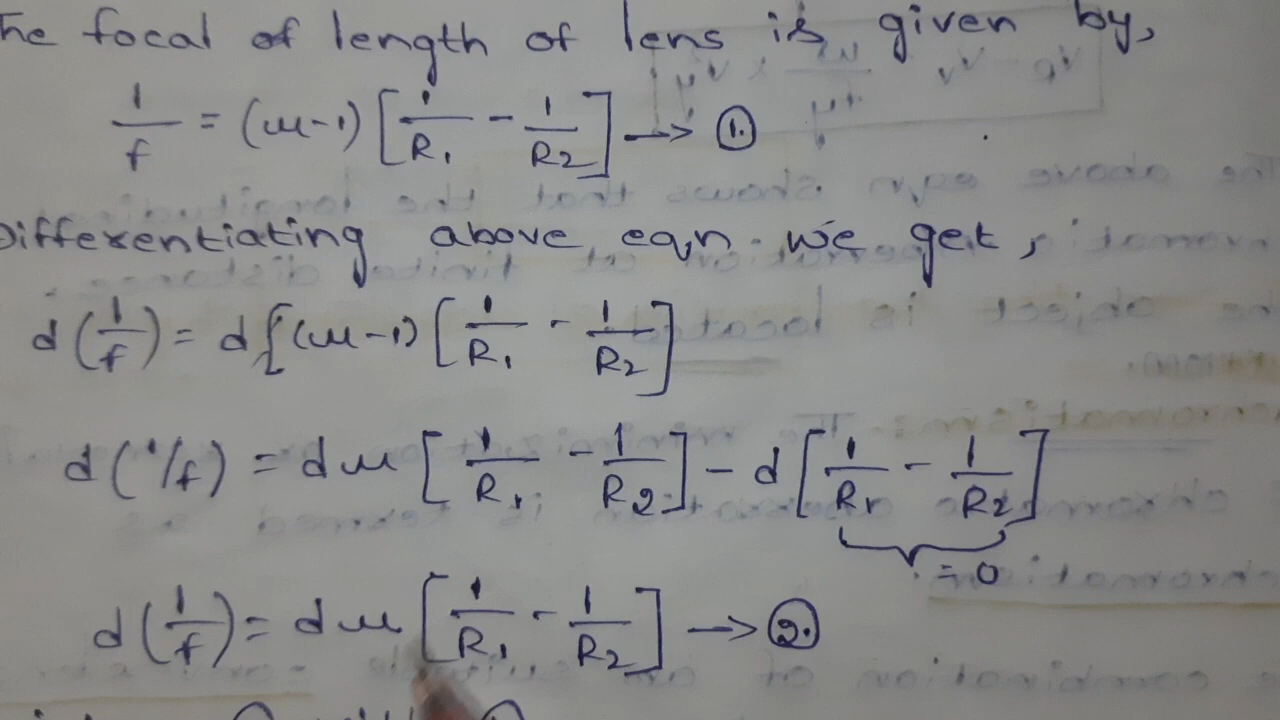 The focal of length of lens is given by,
1/f = (μ-1) [1/R₁ - 1/R₂] → ①
Differentiating above eqn we get,
d(1/f) = d{(μ-1) [1/R₁ - 1/R₂]
d(1/f) = dμ [1/R₁ - 1/R₂] - d[1/R₁ - 1/R₂]
= 0
d(1/f) = dμ [1/R₁ - 1/R₂] → ②